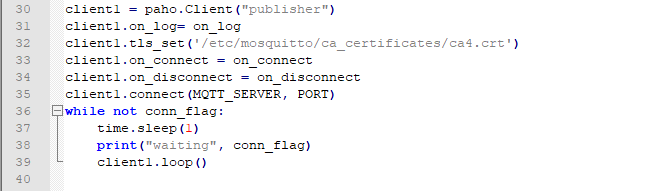 30 client1 = paho.Client("publisher")
31 client1.on_log= on_log
32 client1.tls_set('/etc/mosquitto/ca_certificates/ca4.crt')
33 client1.on_connect = on_connect
34 client1.on_disconnect = on_disconnect
35 client1.connect(MQTT_SERVER, PORT)
36 while not conn_flag:
37     time.sleep(1)
38     print("waiting", conn_flag)
39     client1.loop()
40